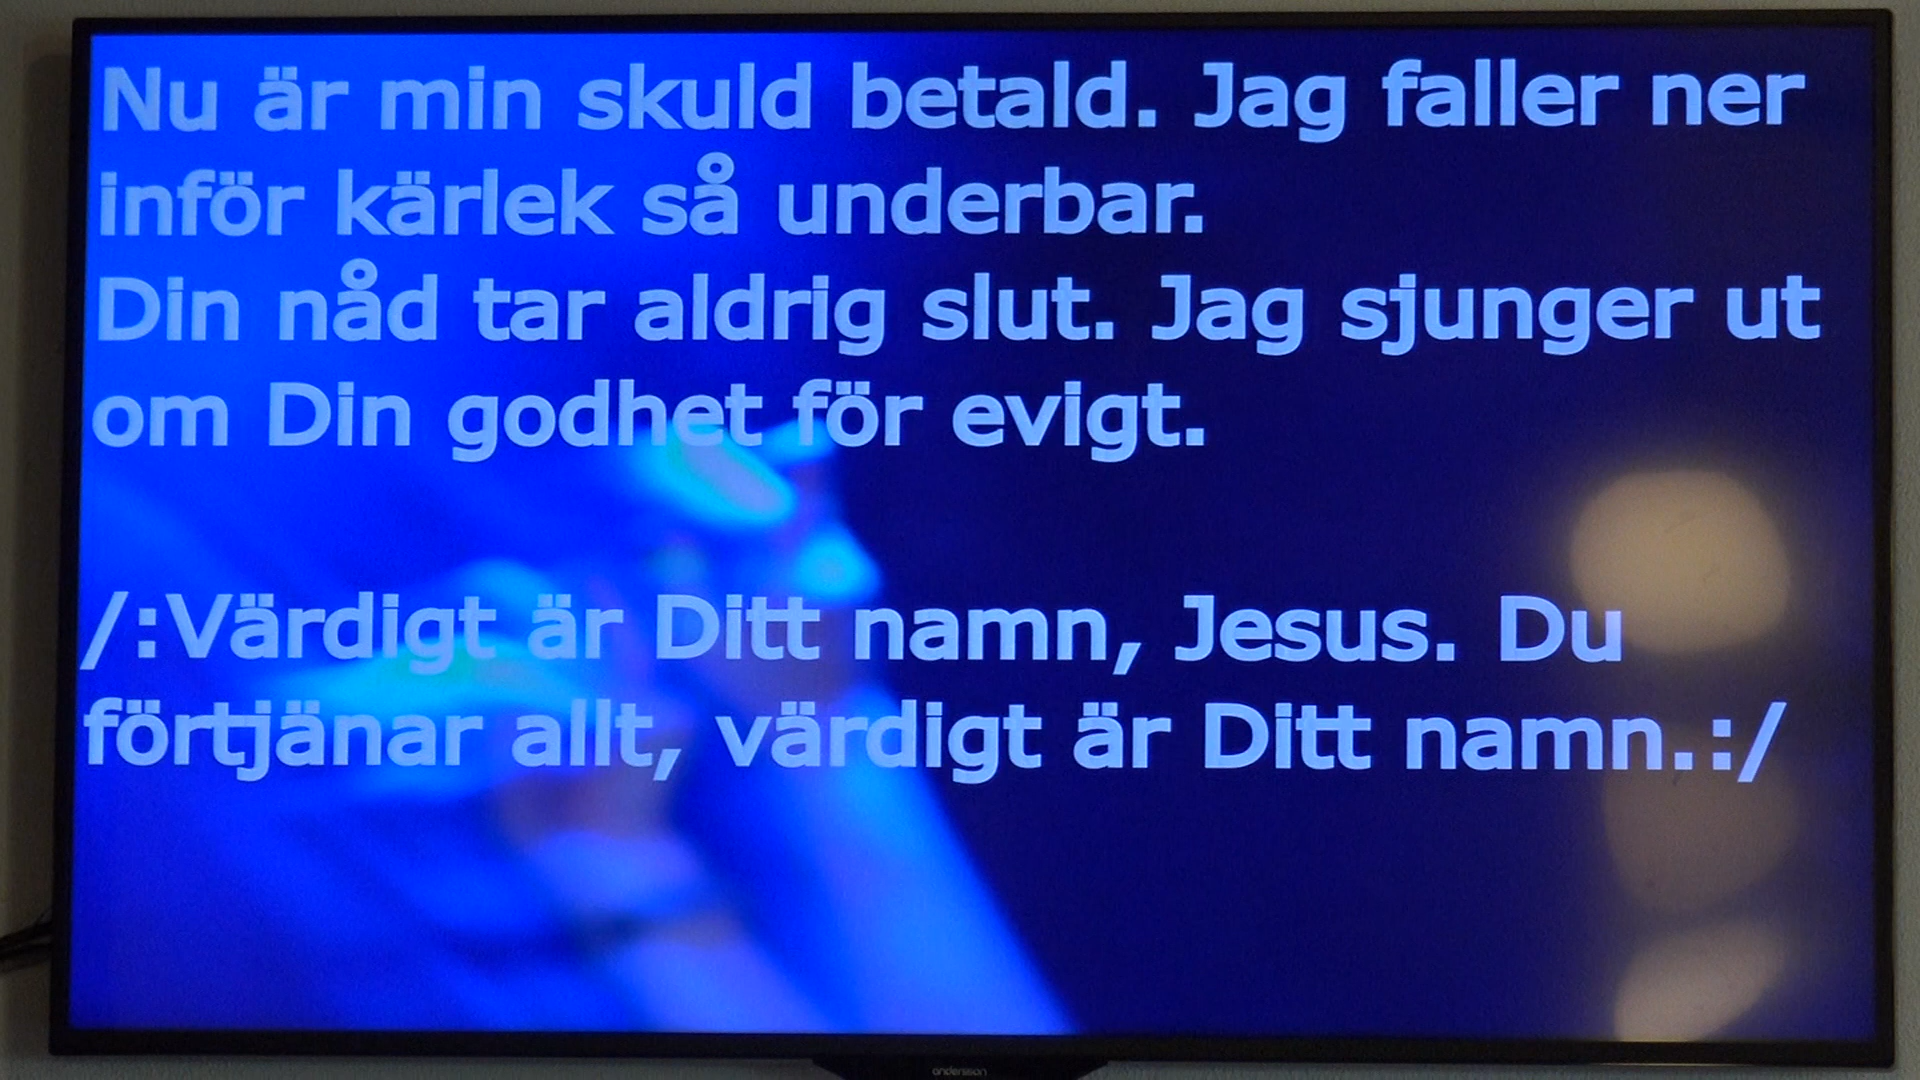 Nu är min skuld betald. Jag faller ner
inför kärlek så underbar.
Din nåd tar aldrig slut. Jag sjunger ut
om Din godhet för evigt.
/:Värdigt är Ditt namn, Jesus. Du
förtjänar allt, värdigt är Ditt namn.:/
andersson